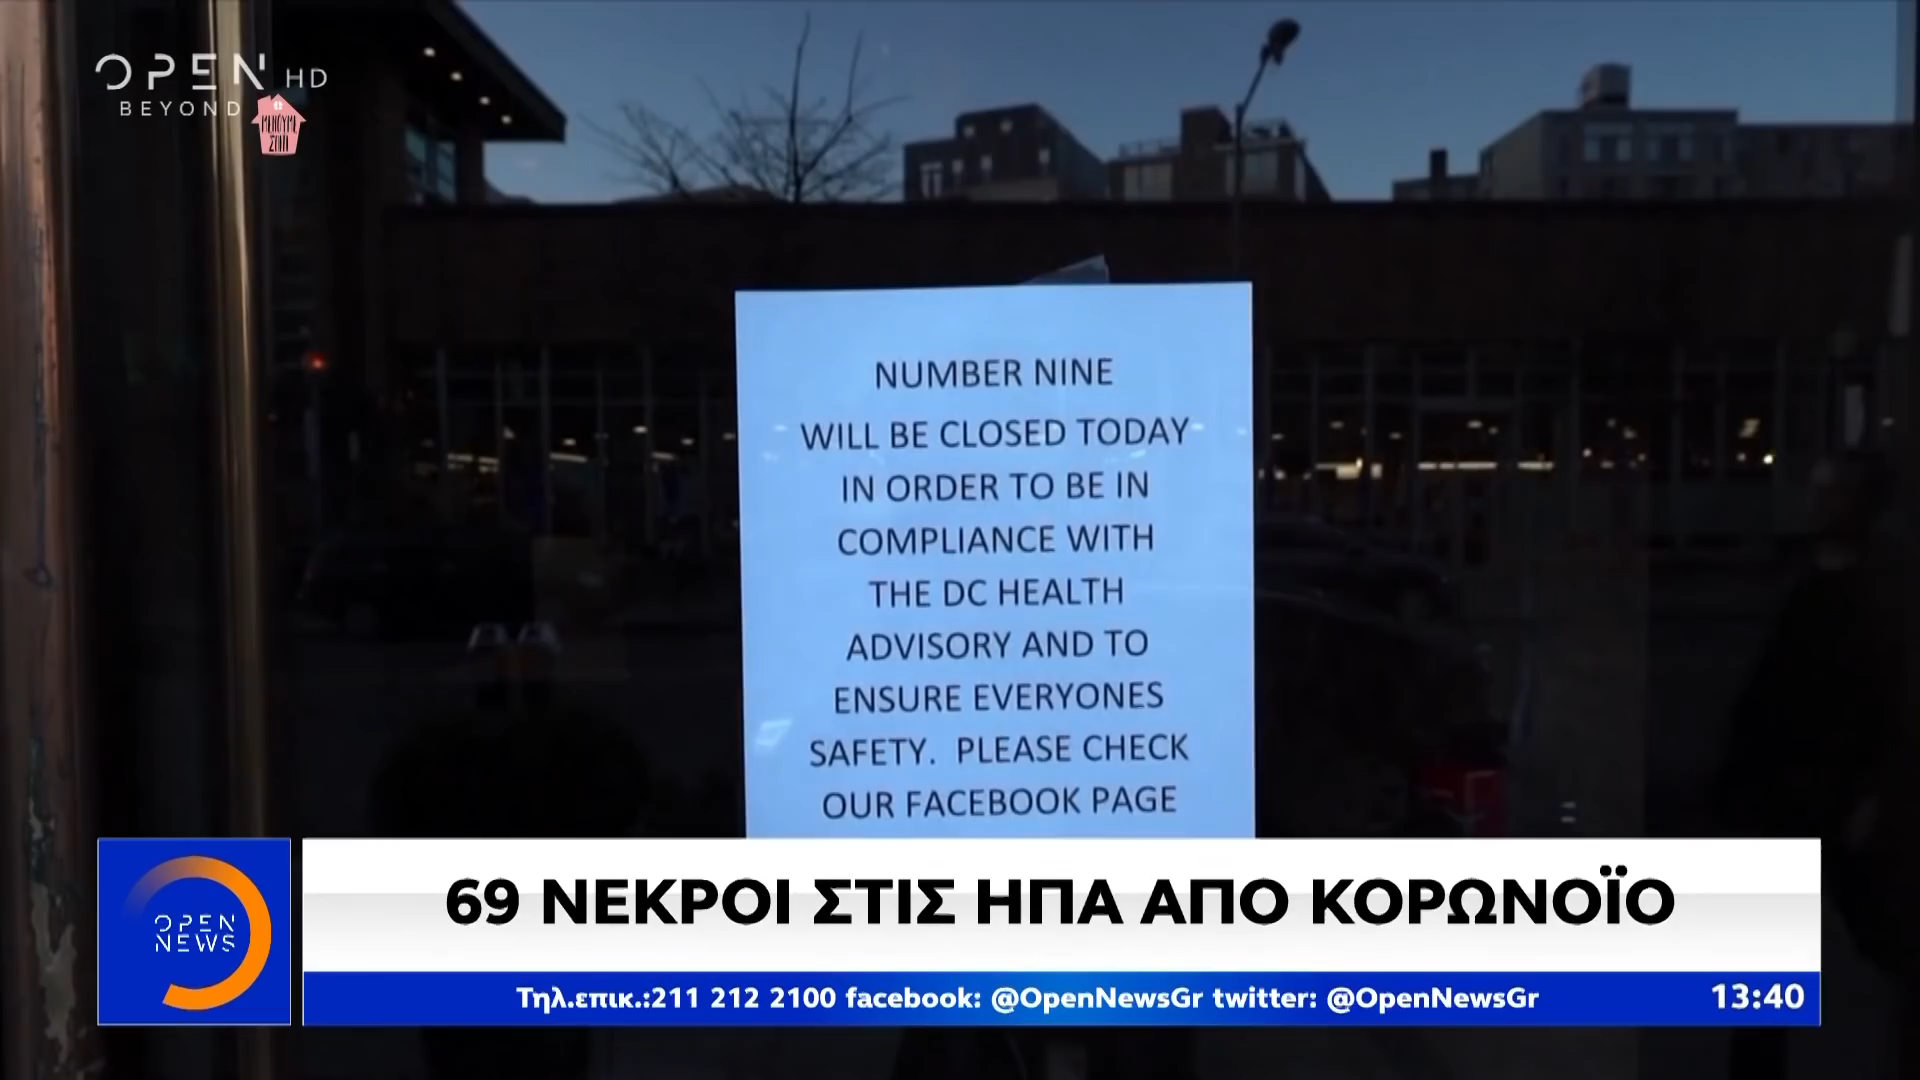 OPEN HD
BEYOND
ΜΕΝΟΥΜΕ
ΣΠΙΤΙ
NUMBER NINE
WILL BE CLOSED TODAY
IN ORDER TO BE IN
COMPLIANCE WITH
THE DC HEALTH
ADVISORY AND TO
ENSURE EVERYONES
SAFETY. PLEASE CHECK
OUR FACEBOOK PAGE
OPEN
NEWS
69 ΝΕΚΡΟΙ ΣΤΙΣ ΗΠΑ ΑΠΟ ΚΟΡΩΝΟΪΟ
Τηλ.επικ.:211 212 2100 facebook: @OpenNewsGr twitter: @OpenNewsGr
13:40